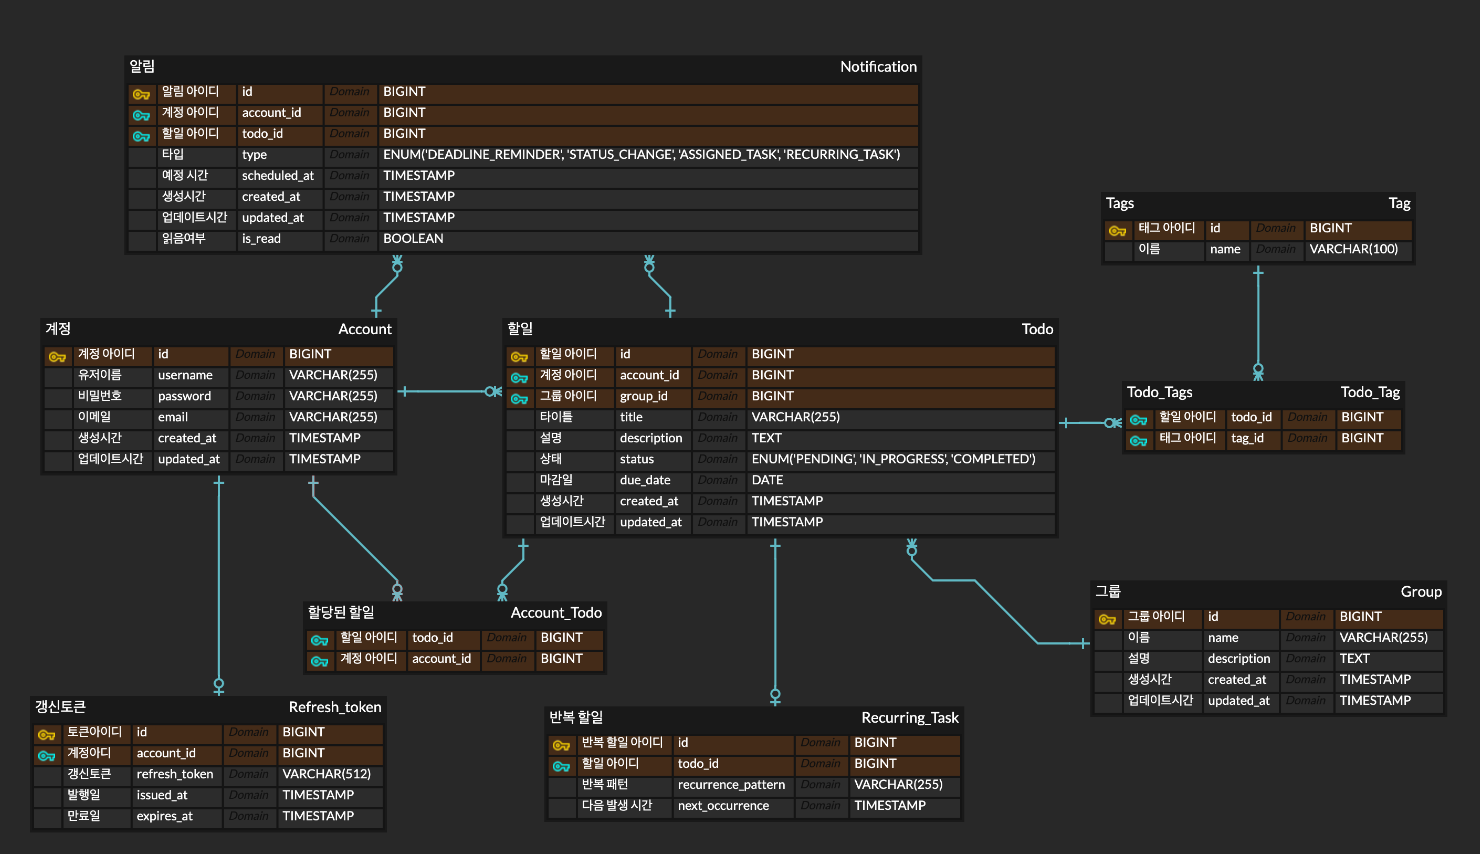 알림 Notification
알림 아이디 id Domain BIGINT
계정 아이디 account_id Domain BIGINT
할일 아이디 todo_id Domain BIGINT
타입 type Domain ENUM('DEADLINE_REMINDER', 'STATUS_CHANGE', 'ASSIGNED_TASK', 'RECURRING_TASK')
예정 시간 scheduled_at Domain TIMESTAMP
생성시간 created_at Domain TIMESTAMP
업데이트시간 updated_at Domain TIMESTAMP
읽음여부 is_read Domain BOOLEAN
Tags Tag
태그 아이디 id Domain BIGINT
이름 name Domain VARCHAR(100)
계정 Account
계정 아이디 id Domain BIGINT
유저이름 username Domain VARCHAR(255)
비밀번호 password Domain VARCHAR(255)
이메일 email Domain VARCHAR(255)
생성시간 created_at Domain TIMESTAMP
업데이트시간 updated_at Domain TIMESTAMP
할일 Todo
할일 아이디 id Domain BIGINT
계정 아이디 account_id Domain BIGINT
그룹 아이디 group_id Domain BIGINT
타이틀 title Domain VARCHAR(255)
설명 description Domain TEXT
상태 status Domain ENUM('PENDING', 'IN_PROGRESS', 'COMPLETED')
마감일 due_date Domain DATE
생성시간 created_at Domain TIMESTAMP
업데이트시간 updated_at Domain TIMESTAMP
Todo_Tags Todo_Tag
할일 아이디 todo_id Domain BIGINT
태그 아이디 tag_id Domain BIGINT
할당된 할일 Account_Todo
할일 아이디 todo_id Domain BIGINT
계정 아이디 account_id Domain BIGINT
그룹 Group
그룹 아이디 id Domain BIGINT
이름 name Domain VARCHAR(255)
설명 description Domain TEXT
생성시간 created_at Domain TIMESTAMP
업데이트시간 updated_at Domain TIMESTAMP
갱신토큰 Refresh_token
토큰아이디 id Domain BIGINT
계정아디 account_id Domain BIGINT
갱신토큰 refresh_token Domain VARCHAR(512)
발행일 issued_at Domain TIMESTAMP
만료일 expires_at Domain TIMESTAMP
반복 할일 Recurring_Task
반복 할일 아이디 id Domain BIGINT
할일 아이디 todo_id Domain BIGINT
반복 패턴 recurrence_pattern Domain VARCHAR(255)
다음 발생 시간 next_occurrence Domain TIMESTAMP